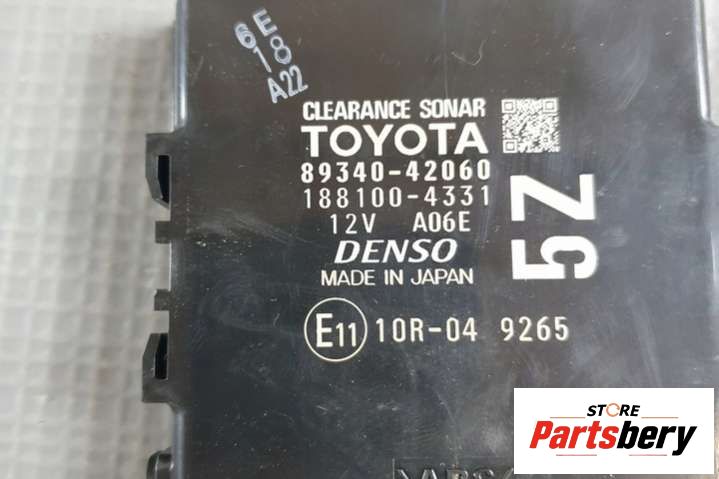 6E
18
A22
CLEARANCE SONAR
TOYOTA
89340-42060
188100-4331
12V A06E
DENSO
MADE IN JAPAN
5Z
E11 10R-04 9265
STORE
Partsbery